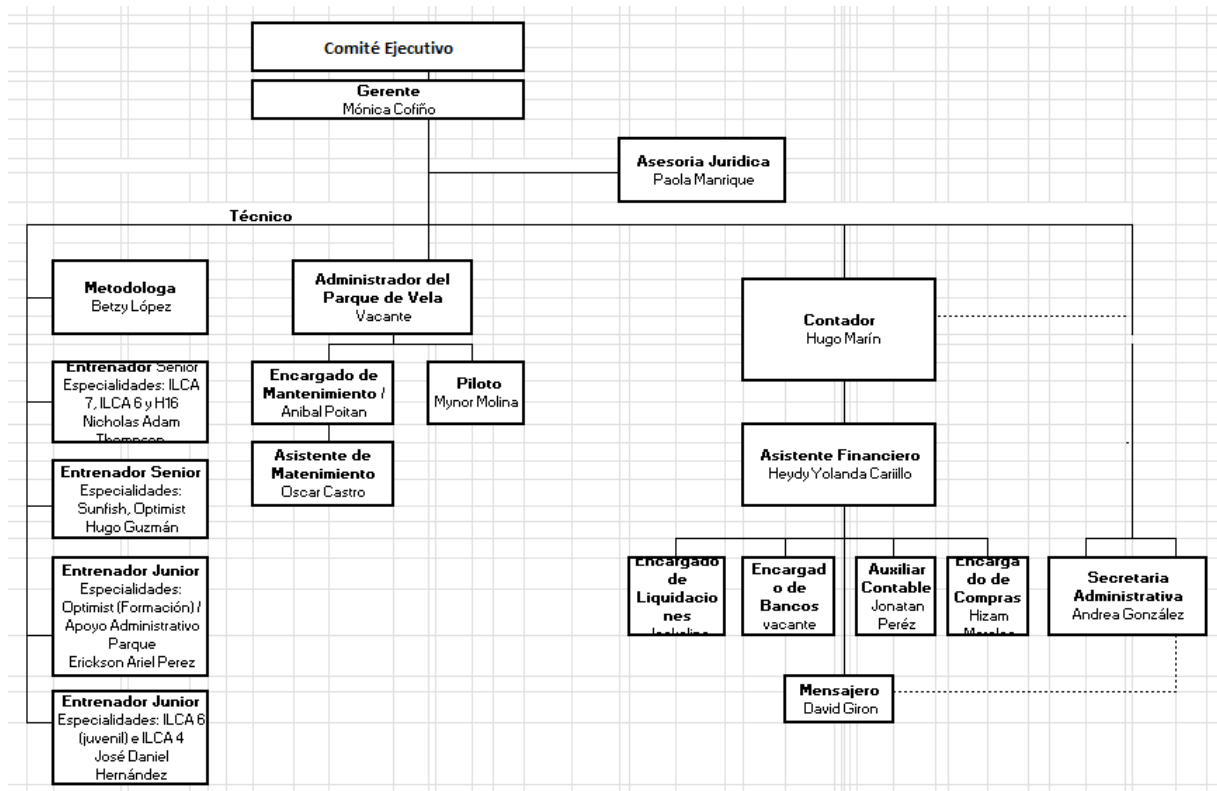 Comité Ejecutivo
Gerente
Mónica Cofiño
Asesoria Juridica
Paola Manrique
Técnico
Metodologa
Betzy López
Entrenador Senior
Especialidades: ILCA
7, ILCA 6 y H16
Nicholas Adam
Thompson
Entrenador Senior
Especialidades:
Sunfish, Optimist
Hugo Guzmán
Entrenador Junior
Especialidades:
Optimist (Formación) /
Apoyo Administrativo
Parque
Erickson Ariel Perez
Entrenador Junior
Especialidades: ILCA 6
(juvenil) e ILCA 4
José Daniel
Hernández
Administrador del
Parque de Vela
Vacante
Encargado de
Mantenimiento /
Anibal Poitan
Piloto
Mynor Molina
Asistente de
Matenimiento
Oscar Castro
Contador
Hugo Marín
Asistente Financiero
Heydy Yolanda Cariillo
Encargado
de
Liquidacio
nes
Encargad
o de
Bancos
vacante
Auxiliar
Contable
Jonatan
Peréz
Encarga
do de
Compras
Hizam
Secretaria
Administrativa
Andrea González
Mensajero
David Giron